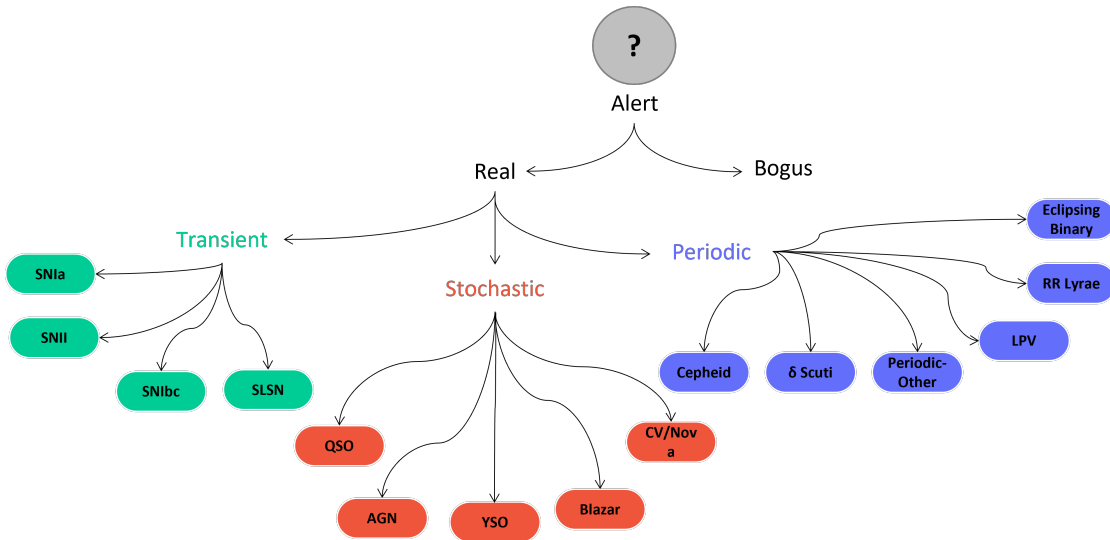 ?
Alert
Real
Bogus
Transient
Stochastic
Periodic
SNIa
SNII
SNIbc
SLSN
QSO
AGN
YSO
Blazar
CV/Nov
a
Cepheid
δ Scuti
Periodic-
Other
LPV
RR Lyrae
Eclipsing
Binary